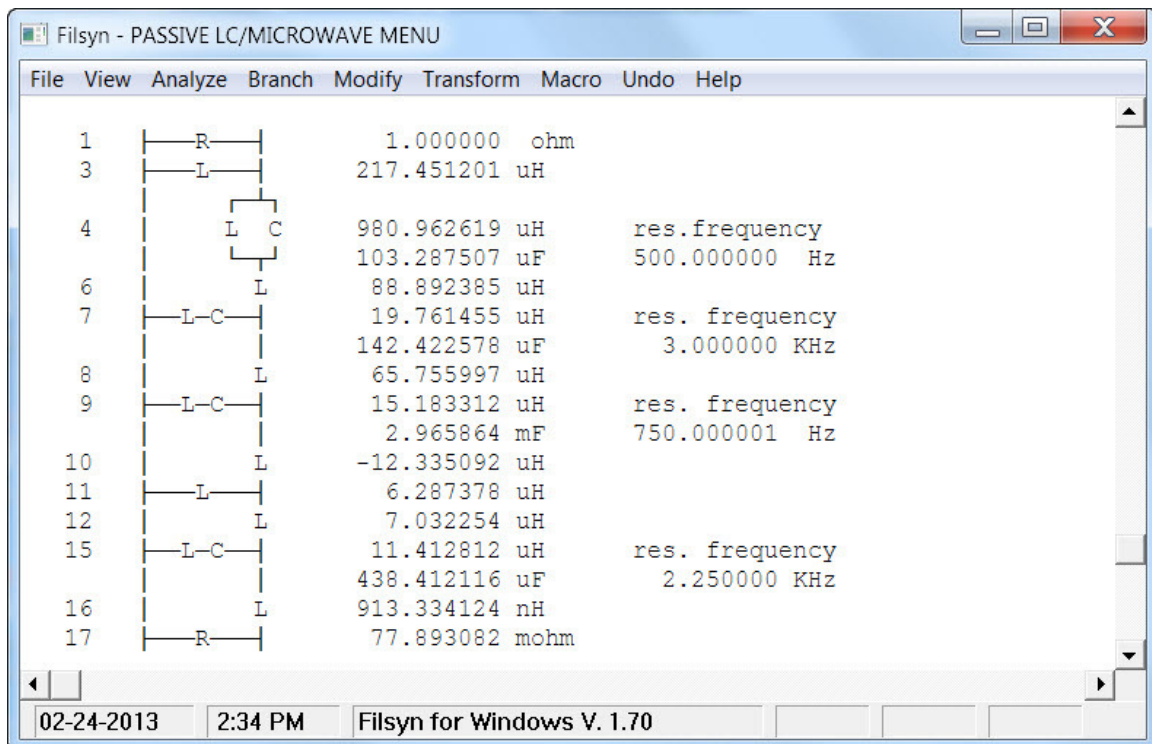 Filsyn - PASSIVE LC/MICROWAVE MENU
File View Analyze Branch Modify Transform Macro Undo Help
1 R 1.000000 ohm
3 L 217.451201 uH
4 L C 980.962619 uH res.frequency
103.287507 uF 500.000000 Hz
6 L 88.892385 uH
7 L C 19.761455 uH res. frequency
142.422578 uF 3.000000 KHz
8 L 65.755997 uH
9 L C 15.183312 uH res. frequency
2.965864 mF 750.000001 Hz
10 L -12.335092 uH
11 L 6.287378 uH
12 L 7.032254 uH
15 L C 11.412812 uH res. frequency
438.412116 uF 2.250000 KHz
16 L 913.334124 nH
17 R 77.893082 mohm
02-24-2013 2:34 PM Filsyn for Windows V. 1.70